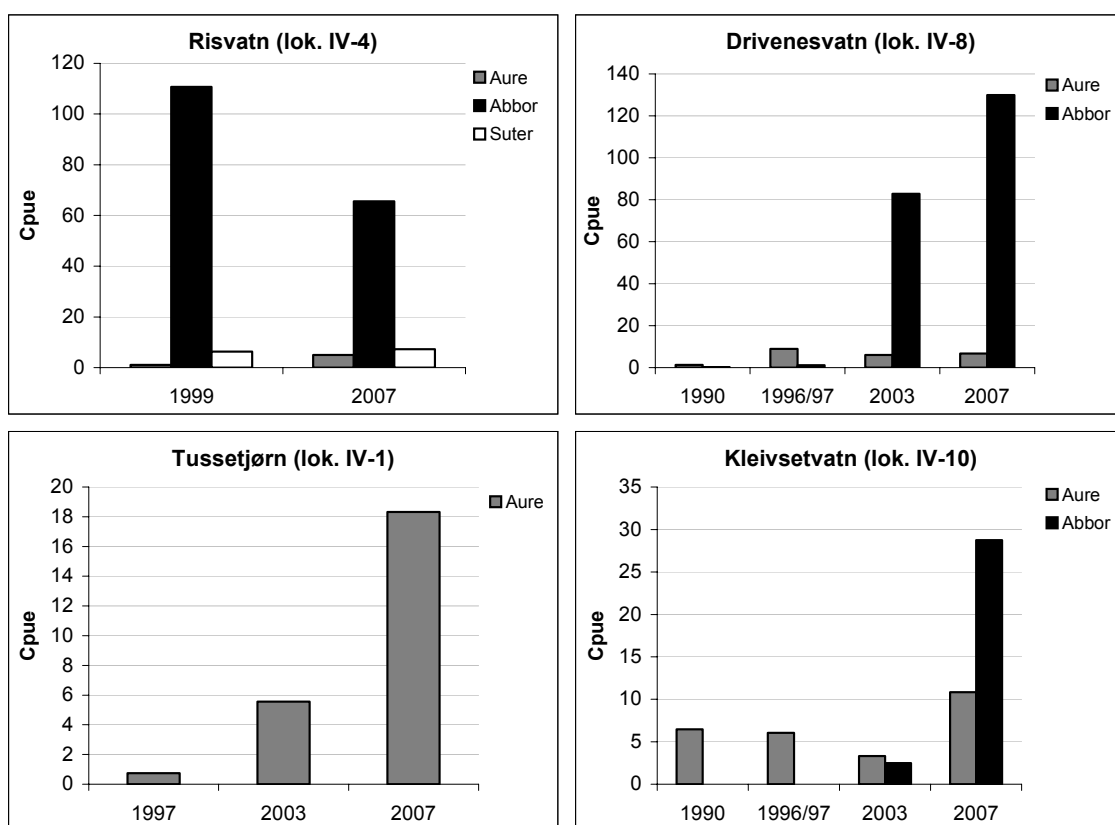 Risvatn (lok. IV-4)
120
100
80
60
40
20
0
Cpue
1999
2007
Aure
Abbor
Suter
Drivenesvatn (lok. IV-8)
140
120
100
80
60
40
20
0
Cpue
1990
1996/97
2003
2007
Aure
Abbor
Tussetjørn (lok. IV-1)
20
18
16
14
12
10
8
6
4
2
0
Cpue
1997
2003
2007
Aure
Kleivsetvatn (lok. IV-10)
35
30
25
20
15
10
5
0
Cpue
1990
1996/97
2003
2007
Aure
Abbor